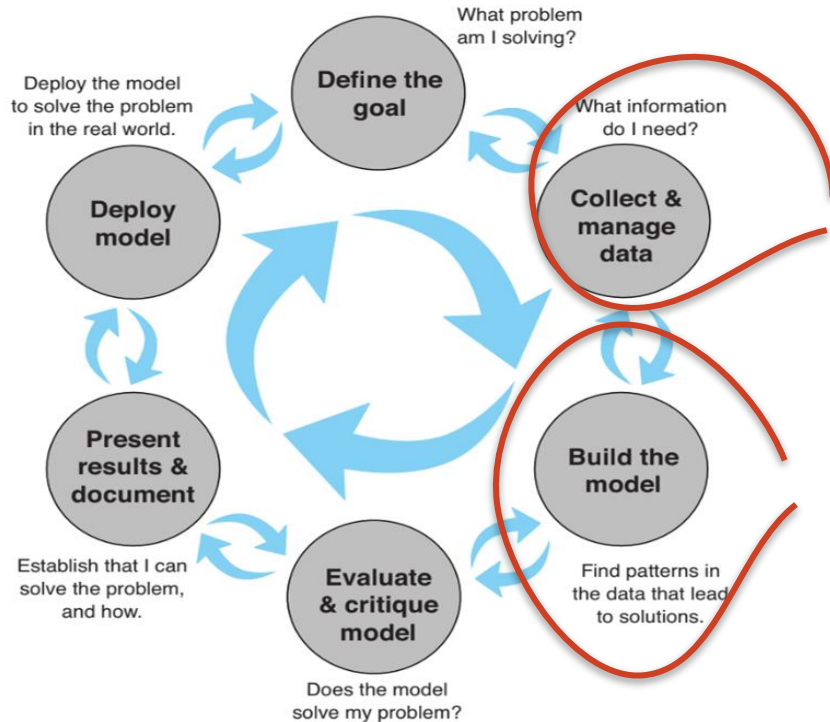 What problem
am I solving?
Define the
goal
What information
do I need?
Collect &
manage
data
Build the
model
Find patterns in
the data that lead
to solutions.
Evaluate
& critique
model
Does the model
solve my problem?
Present
results &
document
Establish that I can
solve the problem,
and how.
Deploy
model
Deploy the model
to solve the problem
in the real world.